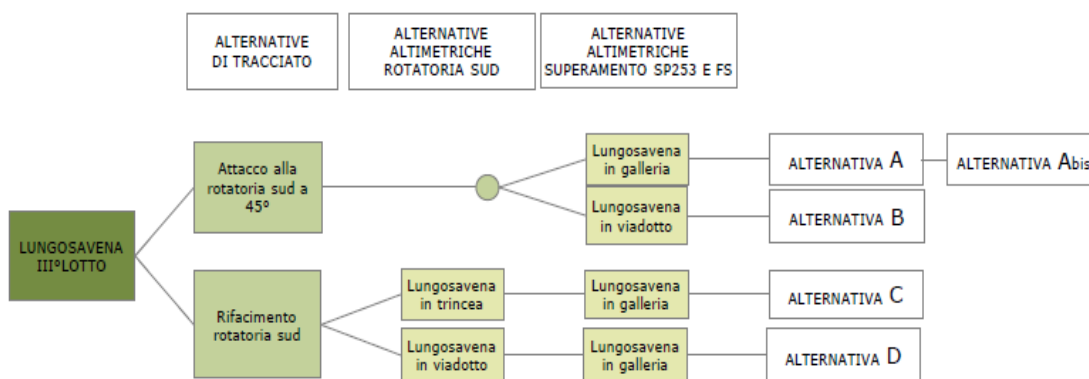 ALTERNATIVE
DI TRACCIATO
ALTERNATIVE
ALTIMETRICHE
ROTATORIA SUD
ALTERNATIVE
ALTIMETRICHE
SUPERAMENTO SP253 E FS
LUNGOSAVENA
III°LOTTO
Attacco alla
rotatoria sud a
45°
Lungosavena
in galleria
ALTERNATIVA A
ALTERNATIVA Abis
Lungosavena
in viadotto
ALTERNATIVA B
Rifacimento
rotatoria sud
Lungosavena
in trincea
Lungosavena
in galleria
ALTERNATIVA C
Lungosavena
in viadotto
Lungosavena
in galleria
ALTERNATIVA D